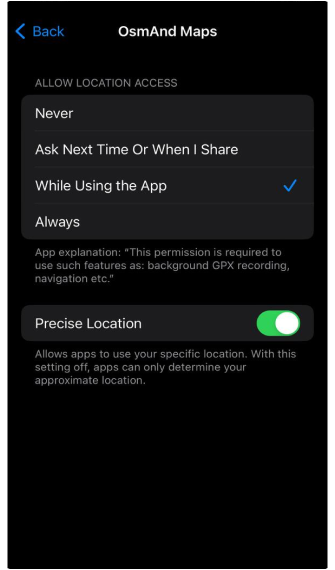 Back
OsmAnd Maps
ALLOW LOCATION ACCESS
Never
Ask Next Time Or When I Share
While Using the App
Always
App explanation: “This permission is required to
use such features as: background GPX recording,
navigation etc.”
Precise Location
Allows apps to use your specific location. With this
setting off, apps can only determine your
approximate location.